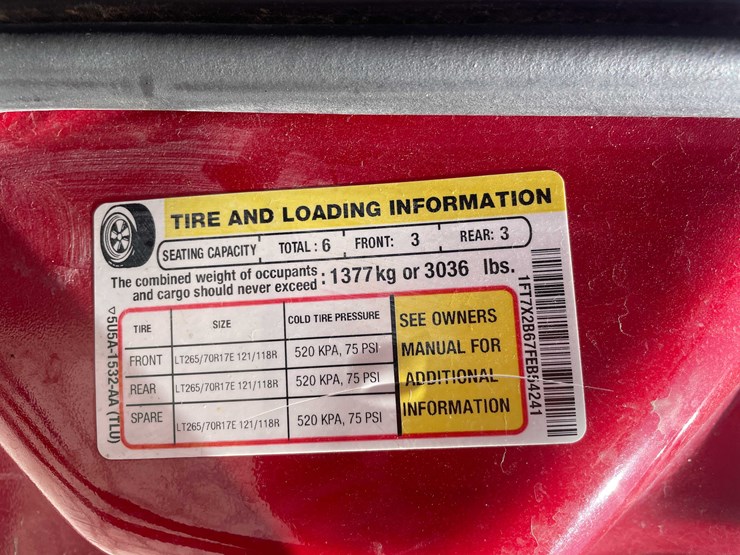 TIRE AND LOADING INFORMATION
SEATING CAPACITY TOTAL : 6 FRONT: 3 REAR: 3
The combined weight of occupants and cargo should never exceed : 1377kg or 3036 lbs.
TIRE SIZE COLD TIRE PRESSURE
FRONT LT265/70R17E 121/118R 520 KPA, 75 PSI
REAR LT265/70R17E 121/118R 520 KPA, 75 PSI
SPARE LT265/70R17E 121/118R 520 KPA, 75 PSI
SEE OWNERS
MANUAL FOR
ADDITIONAL
INFORMATION
1FT7X2B67FEB54241
▽5U5A-1532-AA (TLU)